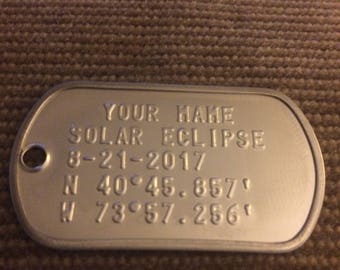 YOUR NAME
SOLAR ECLIPSE
8-21-2017
N 40°45.857'
W 73°57.256'